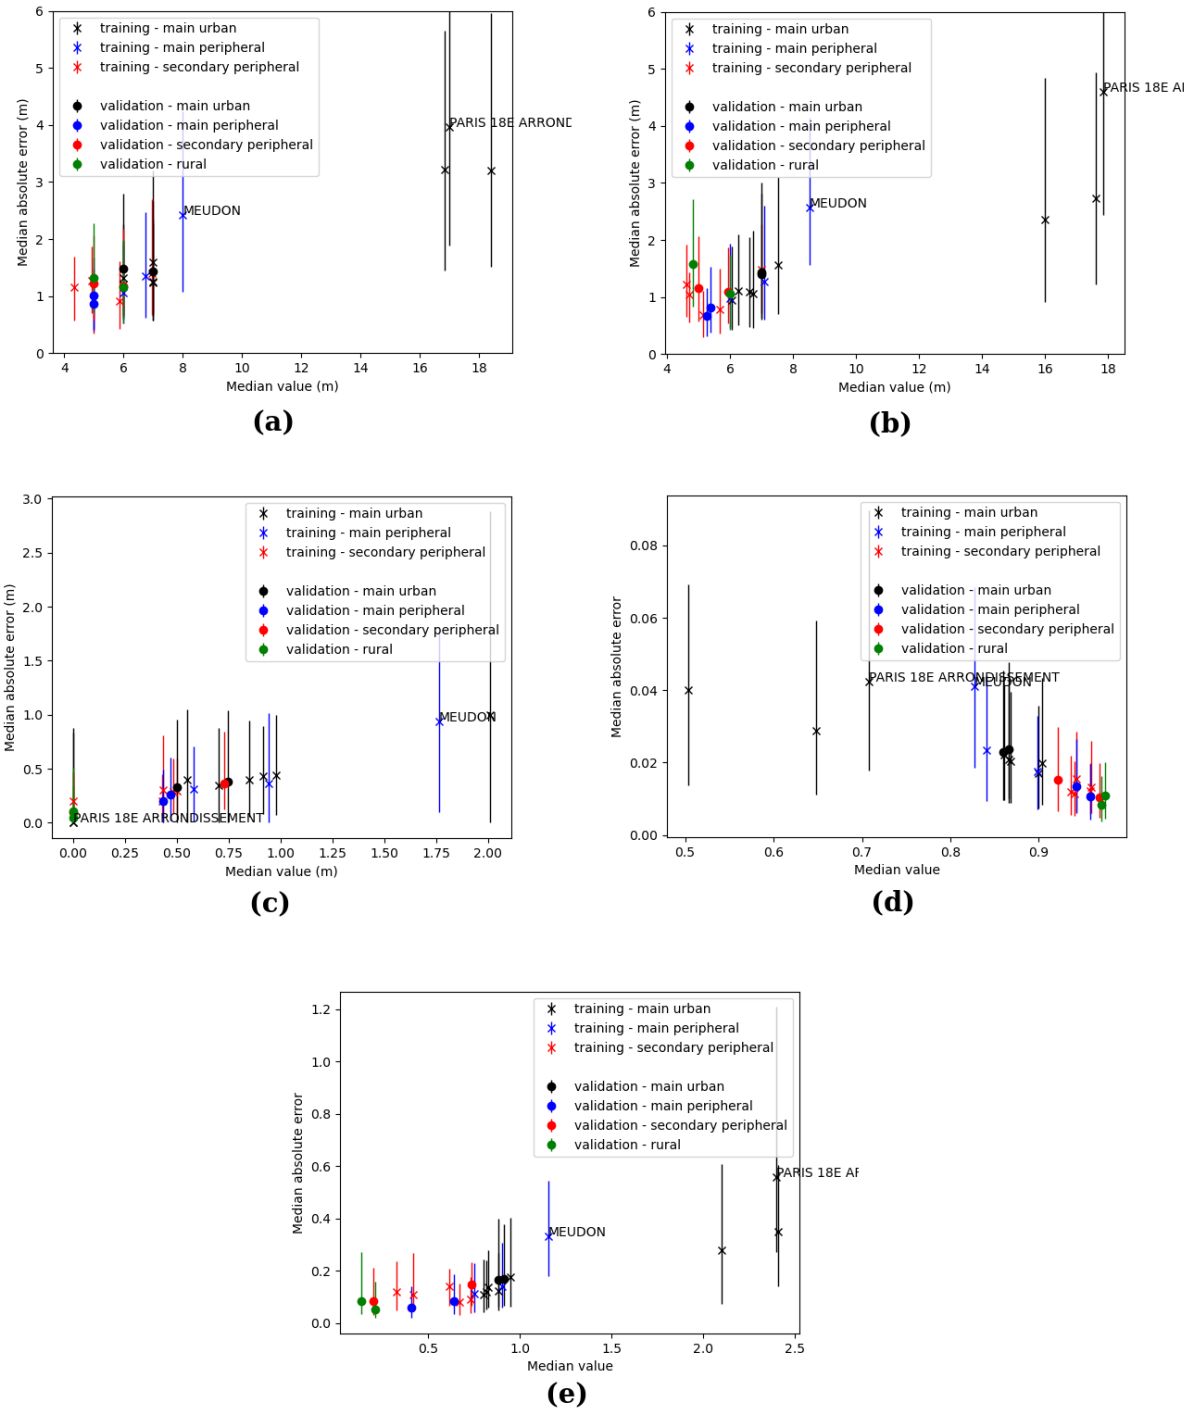 6
5
4
3
2
1
0
Median absolute error (m)
training - main urban
training - main peripheral
training - secondary peripheral
validation - main urban
validation - main peripheral
validation - secondary peripheral
validation - rural
PARIS 18E ARROND
MEUDON
4 6 8 10 12 14 16 18
Median value (m)
(a)
6
5
4
3
2
1
0
Median absolute error (m)
training - main urban
training - main peripheral
training - secondary peripheral
validation - main urban
validation - main peripheral
validation - secondary peripheral
validation - rural
PARIS 18E AI
MEUDON
4 6 8 10 12 14 16 18
Median value (m)
(b)
3.0
2.5
2.0
1.5
1.0
0.5
0.0
Median absolute error (m)
training - main urban
training - main peripheral
training - secondary peripheral
validation - main urban
validation - main peripheral
validation - secondary peripheral
validation - rural
MEUDON
PARIS 18E ARRONDISSEMENT
0.00 0.25 0.50 0.75 1.00 1.25 1.50 1.75 2.00
Median value (m)
(c)
0.08
0.06
0.04
0.02
0.00
Median absolute error
training - main urban
training - main peripheral
training - secondary peripheral
validation - main urban
validation - main peripheral
validation - secondary peripheral
validation - rural
PARIS 18E ARRONDISSEMENT
MEUDON
0.5 0.6 0.7 0.8 0.9
Median value
(d)
1.2
1.0
0.8
0.6
0.4
0.2
0.0
Median absolute error
training - main urban
training - main peripheral
training - secondary peripheral
validation - main urban
validation - main peripheral
validation - secondary peripheral
validation - rural
PARIS 18E AF
MEUDON
0.5 1.0 1.5 2.0 2.5
Median value
(e)